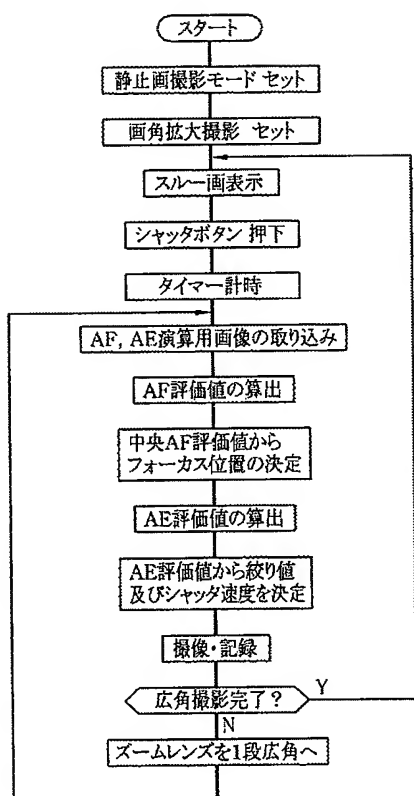 スタート
静止画撮影モード セット
画角拡大撮影 セット
スルー画表示
シャッタボタン 押下
タイマー計時
AF, AE演算用画像の取り込み
AF評価値の算出
中央AF評価値から
フォーカス位置の決定
AE評価値の算出
AE評価値から絞り値
及びシャッタ速度を決定
撮像・記録
広角撮影完了?
Y
N
ズームレンズを1段広角へ